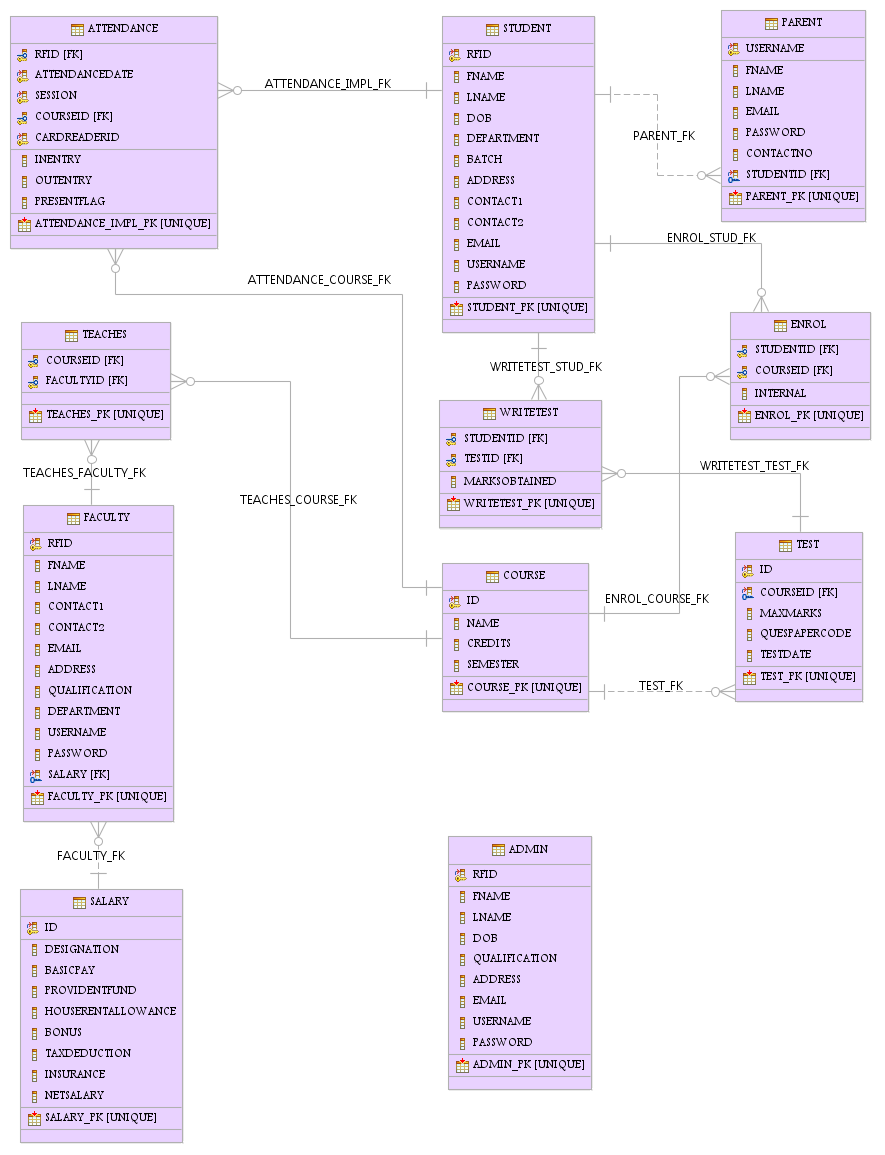 ATTENDANCE
RFID [FK]
ATTENDANCEDATE
SESSION
COURSEID [FK]
CARDREADERID
INENTRY
OUTENTRY
PRESENTFLAG
ATTENDANCE_IMPL_PK [UNIQUE]
ATTENDANCE_IMPL_FK
STUDENT
RFID
FNAME
LNAME
DOB
DEPARTMENT
BATCH
ADDRESS
CONTACT1
CONTACT2
EMAIL
USERNAME
PASSWORD
STUDENT_PK [UNIQUE]
PARENT_FK
PARENT
USERNAME
FNAME
LNAME
EMAIL
PASSWORD
CONTACTNO
STUDENTID [FK]
PARENT_PK [UNIQUE]
ENROL_STUD_FK
ATTENDANCE_COURSE_FK
TEACHES
COURSEID [FK]
FACULTYID [FK]
TEACHES_PK [UNIQUE]
WRITETEST_STUD_FK
ENROL
STUDENTID [FK]
COURSEID [FK]
INTERNAL
ENROL_PK [UNIQUE]
WRITETEST
STUDENTID [FK]
TESTID [FK]
MARKSOBTAINED
WRITETEST_PK [UNIQUE]
WRITETEST_TEST_FK
TEACHES_FACULTY_FK
TEACHES_COURSE_FK
FACULTY
RFID
FNAME
LNAME
CONTACT1
CONTACT2
EMAIL
ADDRESS
QUALIFICATION
DEPARTMENT
USERNAME
PASSWORD
SALARY [FK]
FACULTY_PK [UNIQUE]
COURSE
ID
NAME
CREDITS
SEMESTER
COURSE_PK [UNIQUE]
ENROL_COURSE_FK
TEST_FK
TEST
ID
COURSEID [FK]
MAXMARKS
QUESPAPERCODE
TESTDATE
TEST_PK [UNIQUE]
FACULTY_FK
SALARY
ID
DESIGNATION
BASICPAY
PROVIDENTFUND
HOUSERENTALLOWANCE
BONUS
TAXDEDUCTION
INSURANCE
NETSALARY
SALARY_PK [UNIQUE]
ADMIN
RFID
FNAME
LNAME
DOB
QUALIFICATION
ADDRESS
EMAIL
USERNAME
PASSWORD
ADMIN_PK [UNIQUE]